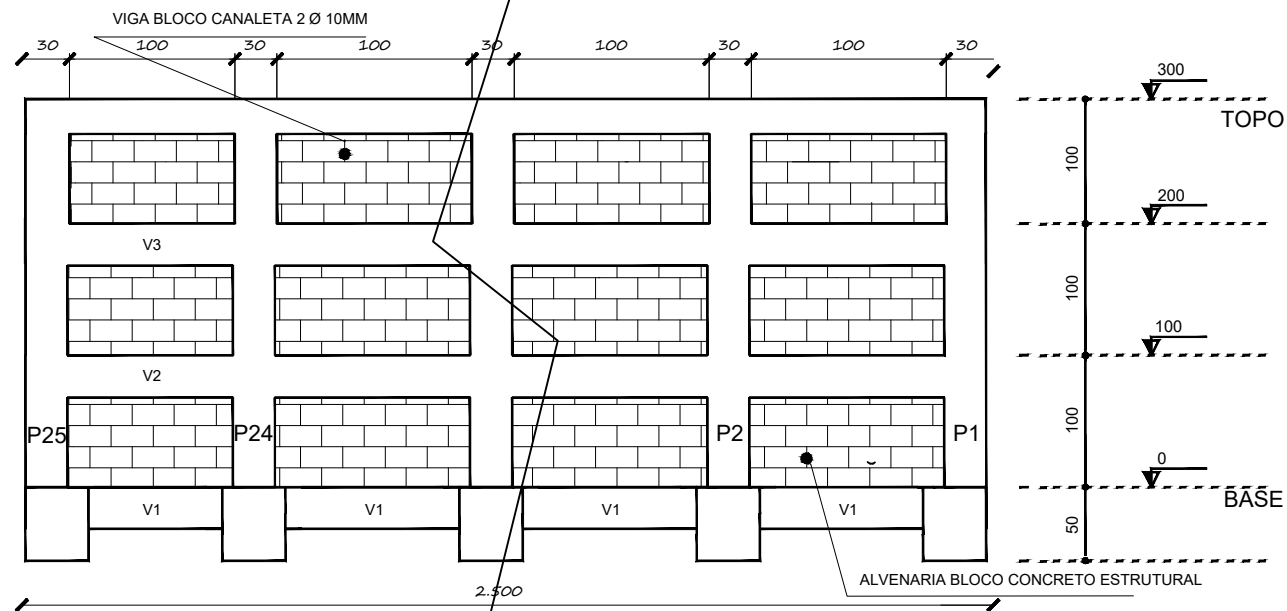 VIGA BLOCO CANALETA 2 Ø 10MM
30 100 30 100 30 100 30 100 30
300
TOPO
100
200
V3
100
100
V2
P25 P24 P2 P1
100
0
BASE
V1 V1 V1 V1
50
ALVENARIA BLOCO CONCRETO ESTRUTURAL
2.500